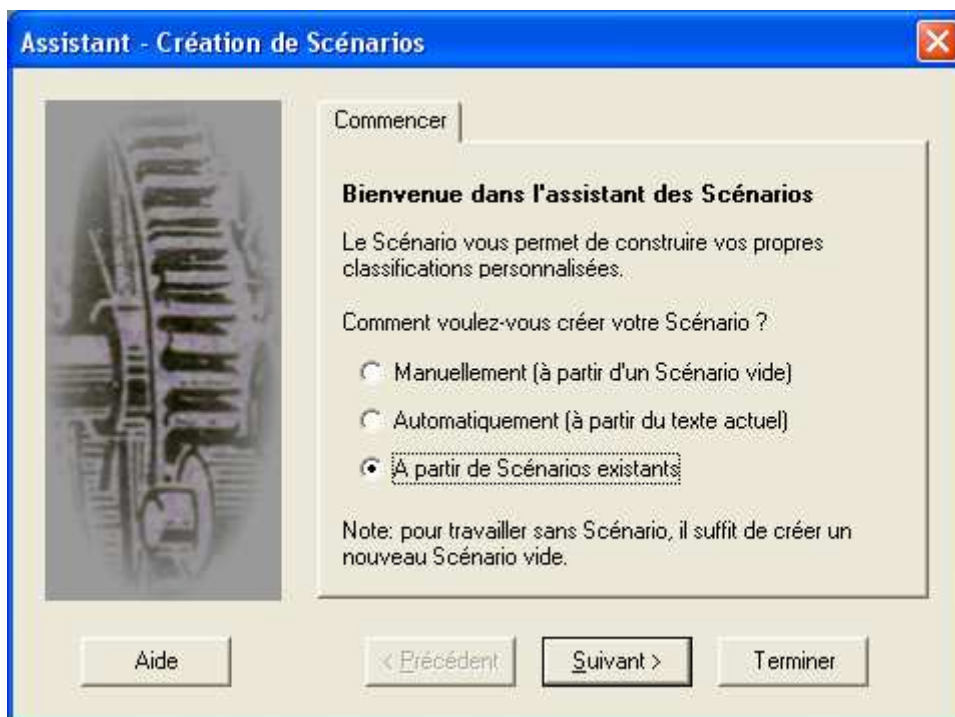 Assistant - Création de Scénarios
Commencer
Bienvenue dans l'assistant des Scénarios
Le Scénario vous permet de construire vos propres
classifications personnalisées.
Comment voulez-vous créer votre Scénario ?
Manuellement (à partir d'un Scénario vide)
Automatiquement (à partir du texte actuel)
A partir de Scénarios existants
Note: pour travailler sans Scénario, il suffit de créer un
nouveau Scénario vide.
Aide
< Précédent
Suivant >
Terminer